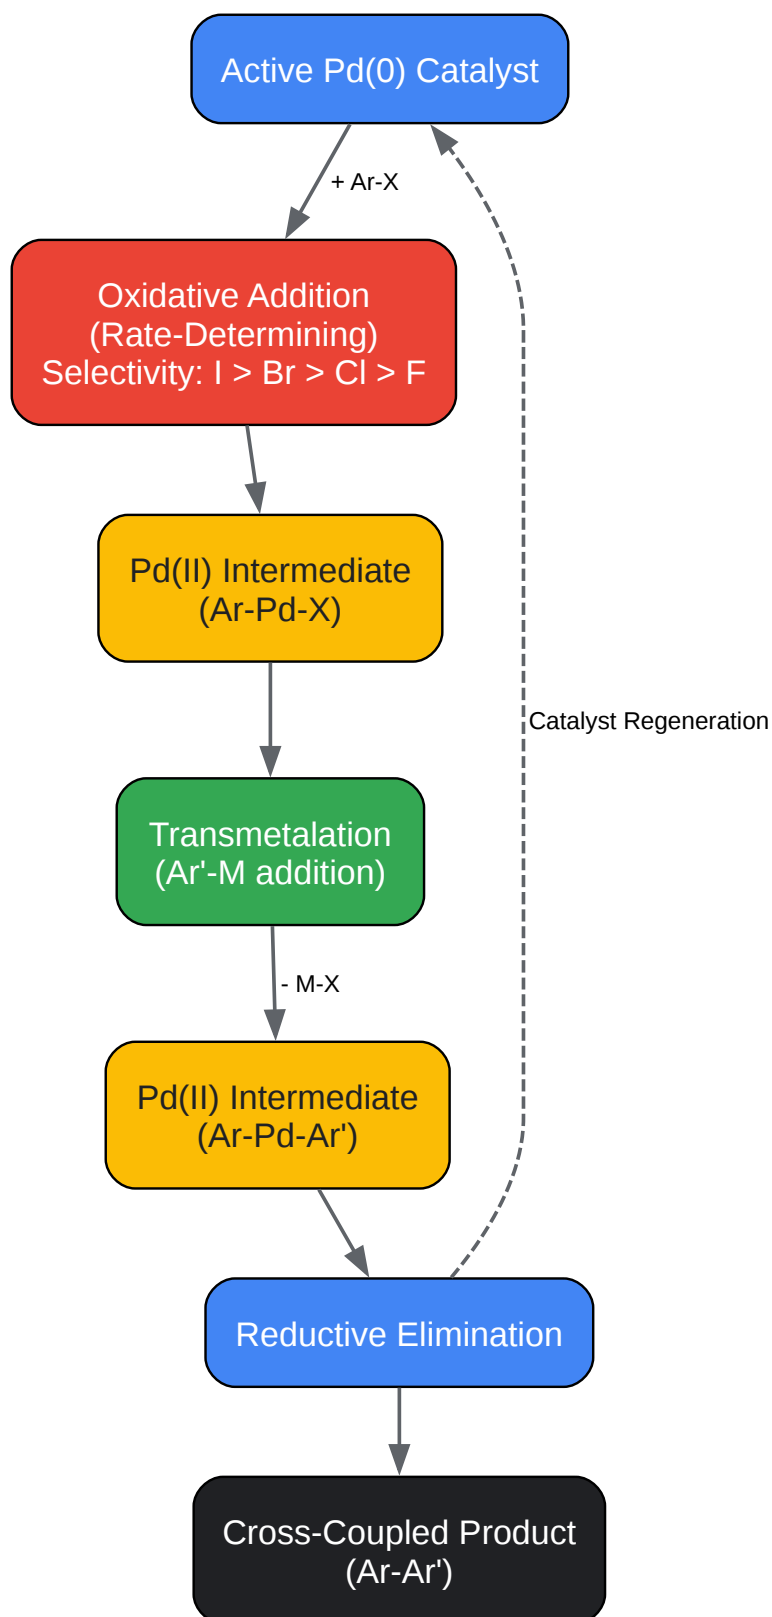 Active Pd(0) Catalyst
+ Ar-X
Oxidative Addition
(Rate-Determining)
Selectivity: I > Br > Cl > F
Pd(II) Intermediate
(Ar-Pd-X)
Catalyst Regeneration
Transmetalation
(Ar'-M addition)
- M-X
Pd(II) Intermediate
(Ar-Pd-Ar')
Reductive Elimination
Cross-Coupled Product
(Ar-Ar')